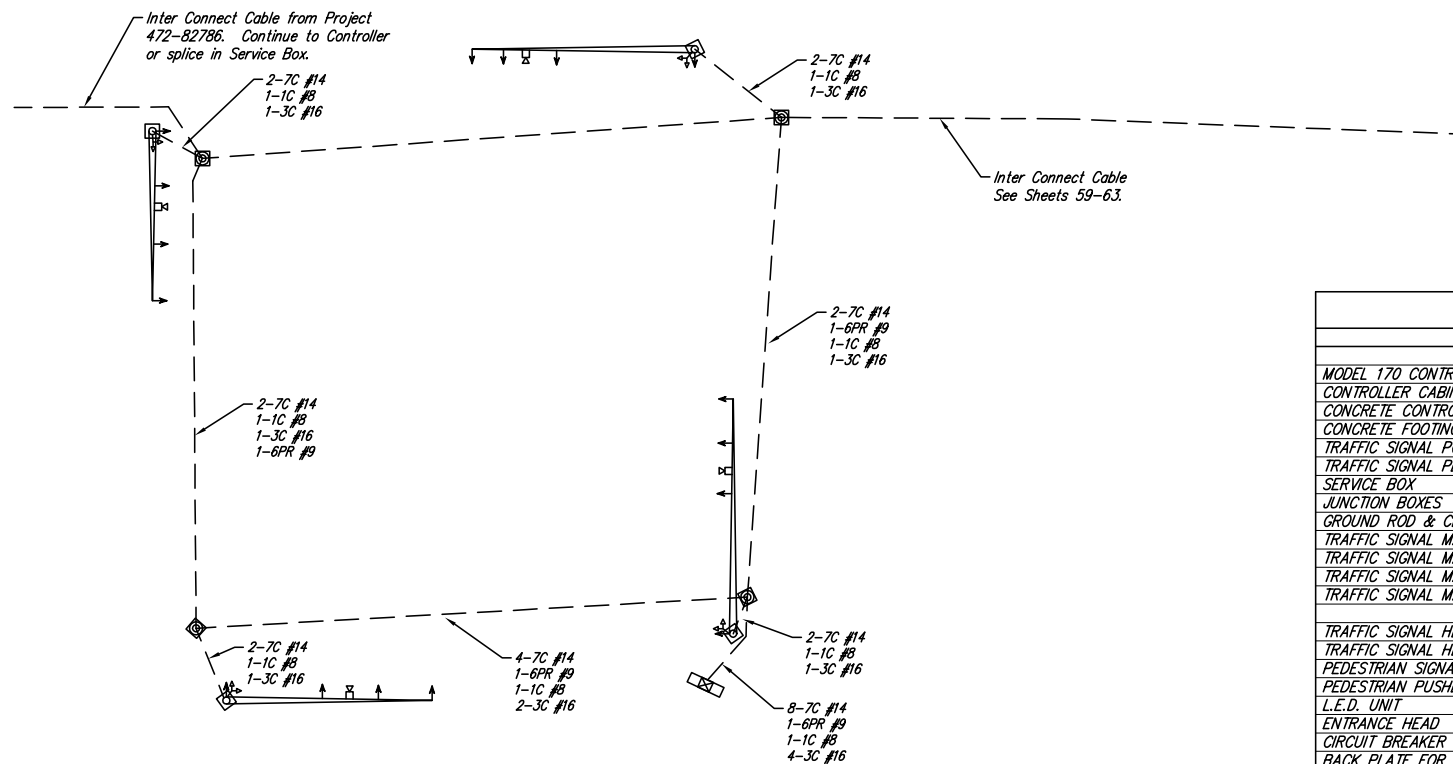 Inter Connect Cable from Project
472-82786. Continue to Controller
or splice in Service Box.
2-7C #14
1-1C #8
1-3C #16
2-7C #14
1-1C #8
1-3C #16
Inter Connect Cable
See Sheets 59-63.
2-7C #14
1-6PR #9
1-1C #8
1-3C #16
2-7C #14
1-1C #8
1-3C #16
1-6PR #9
2-7C #14
1-1C #8
1-3C #16
4-7C #14
1-6PR #9
1-1C #8
2-3C #16
2-7C #14
1-1C #8
1-3C #16
8-7C #14
1-6PR #9
1-1C #8
4-3C #16
MODEL 170 CONTR
CONTROLLER CABI
CONCRETE CONTRO
CONCRETE FOOTING
TRAFFIC SIGNAL P
TRAFFIC SIGNAL P
SERVICE BOX
JUNCTION BOXES
GROUND ROD & C
TRAFFIC SIGNAL M
TRAFFIC SIGNAL M
TRAFFIC SIGNAL M
TRAFFIC SIGNAL M
TRAFFIC SIGNAL H
TRAFFIC SIGNAL H
PEDESTRIAN SIGNA
PEDESTRIAN PUSH
L.E.D. UNIT
ENTRANCE HEAD
CIRCUIT BREAKER
BACK PLATE FOR